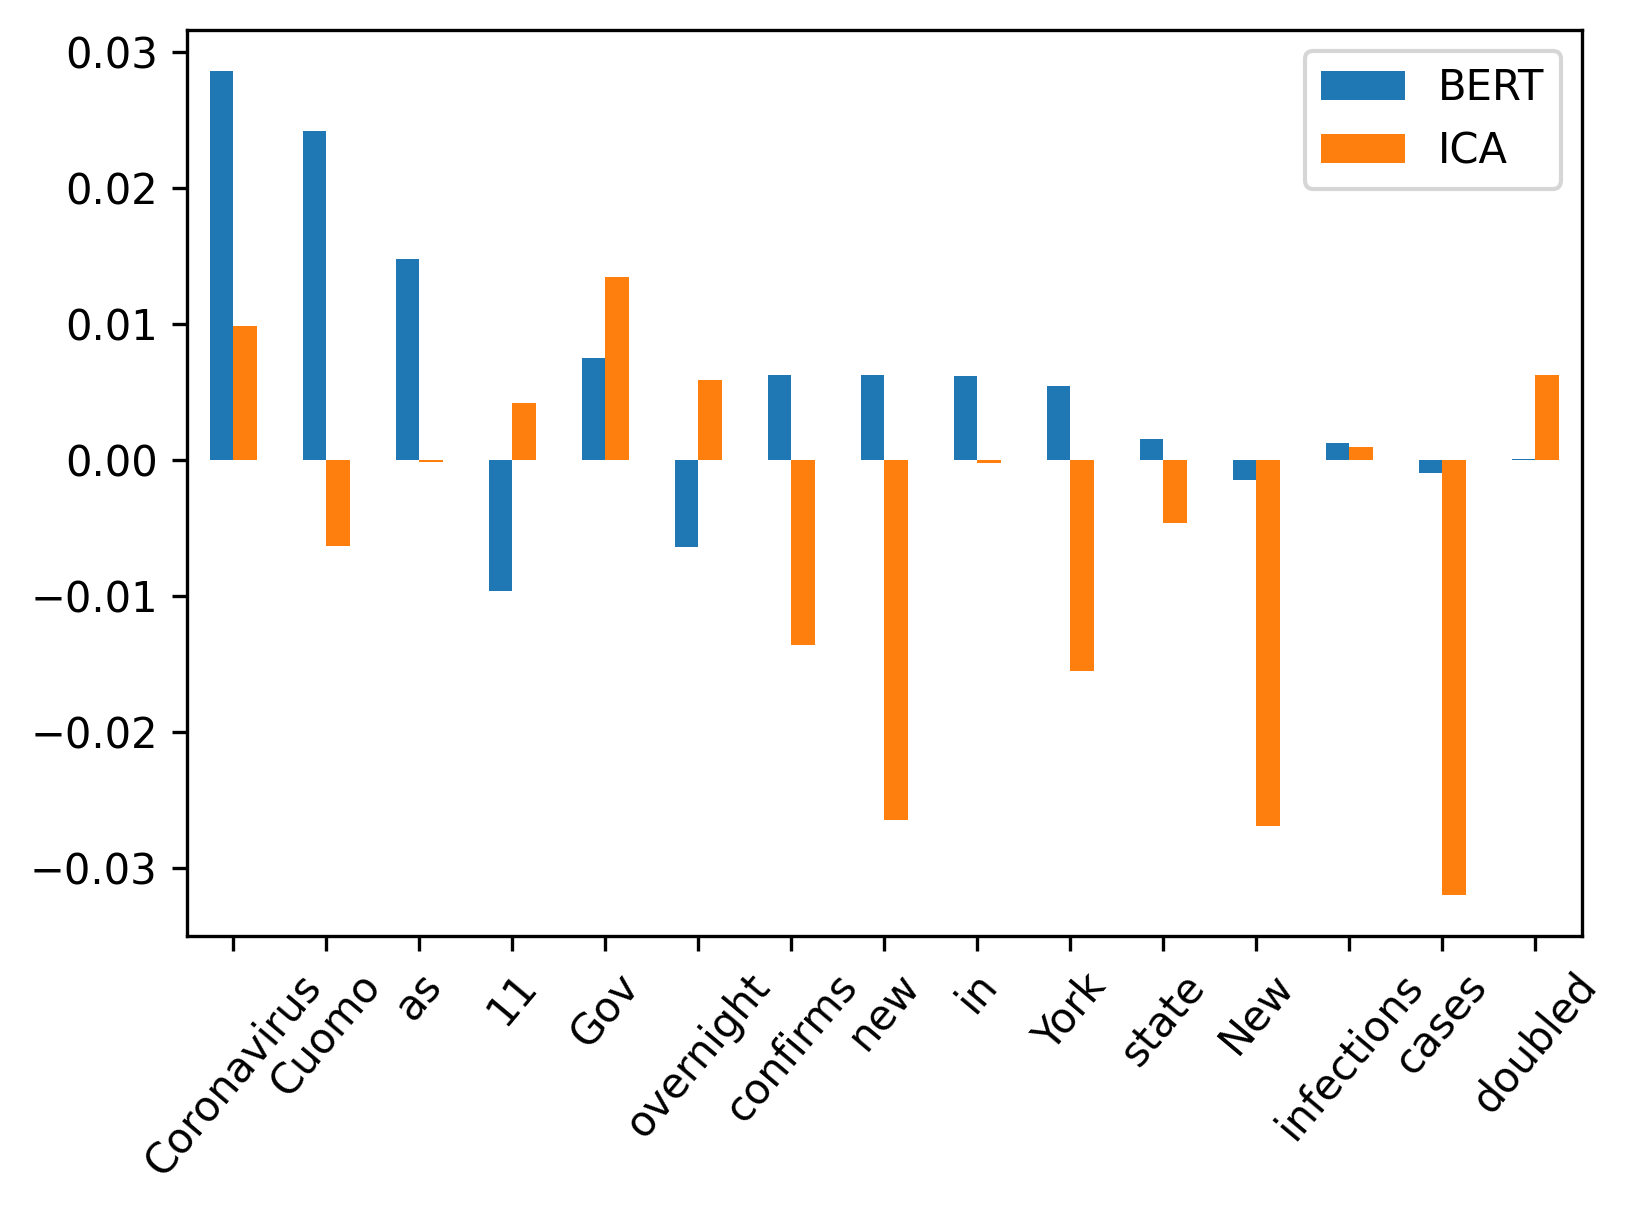 0.03
0.02
0.01
0.00
−0.01
−0.02
−0.03
BERT
ICA
Coronavirus
Cuomo
as
11
Gov
overnight
confirms
new
in
York
state
New
infections
cases
doubled